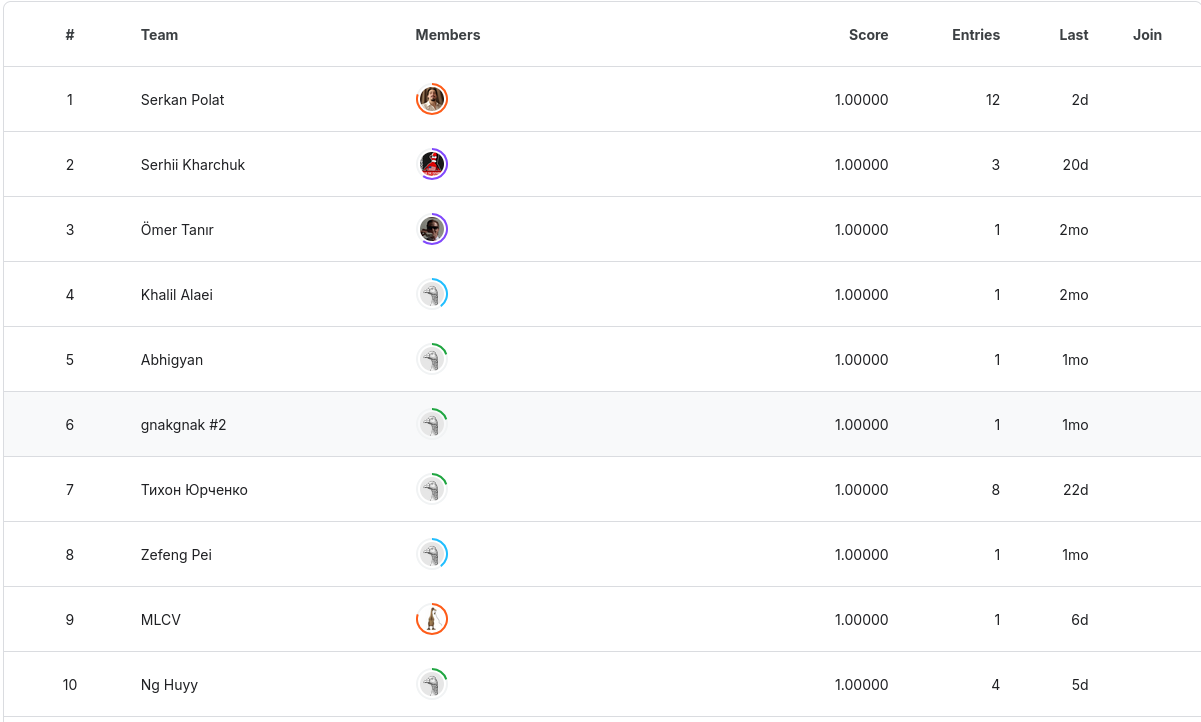 # Team Members Score Entries Last Join
1 Serkan Polat 1.00000 12 2d
2 Serhii Kharchuk 1.00000 3 20d
3 Ömer Tanır 1.00000 1 2mo
4 Khalil Alaei 1.00000 1 2mo
5 Abhigyan 1.00000 1 1mo
6 gnakgnak #2 1.00000 1 1mo
7 Тихон Юрченко 1.00000 8 22d
8 Zefeng Pei 1.00000 1 1mo
9 MLCV 1.00000 1 6d
10 Ng Huyy 1.00000 4 5d